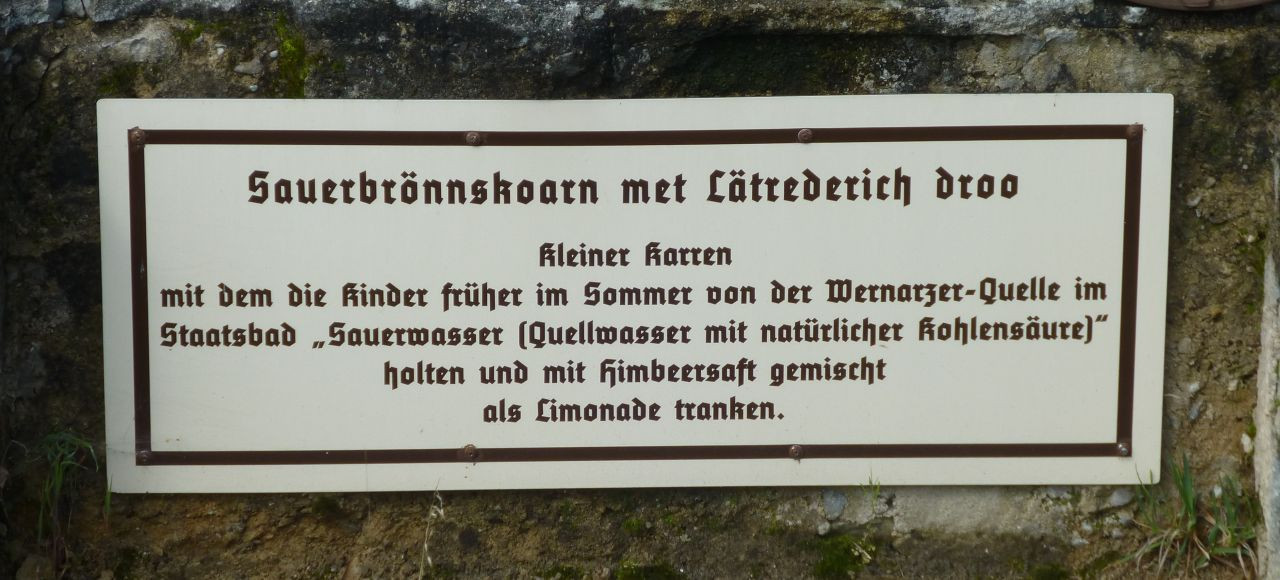 Sauerbrönnskoarn met Lätrederich droo
Kleiner Karren
mit dem die Kinder früher im Sommer von der Wernarzer-Quelle im
Staatsbad „Sauerwasser (Quellwasser mit natürlicher Kohlensäure)“
holten und mit Himbeersaft gemischt
als Limonade tranken.